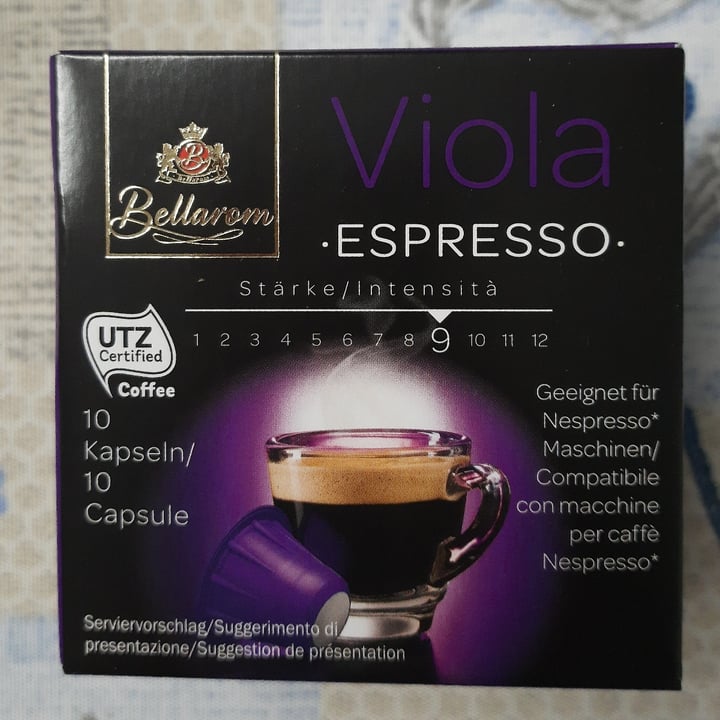 Viola
Bellarom
·ESPRESSO·
Stärke/Intensità
1 2 3 4 5 6 7 8 9 10 11 12
UTZ
Certified
Coffee
10
Kapseln/
10
Capsule
Geeignet für
Nespresso*
Maschinen/
Compatibile
con macchine
per caffè
Nespresso*
Serviervorschlag/Suggerimento di
presentazione/Suggestion de présentation